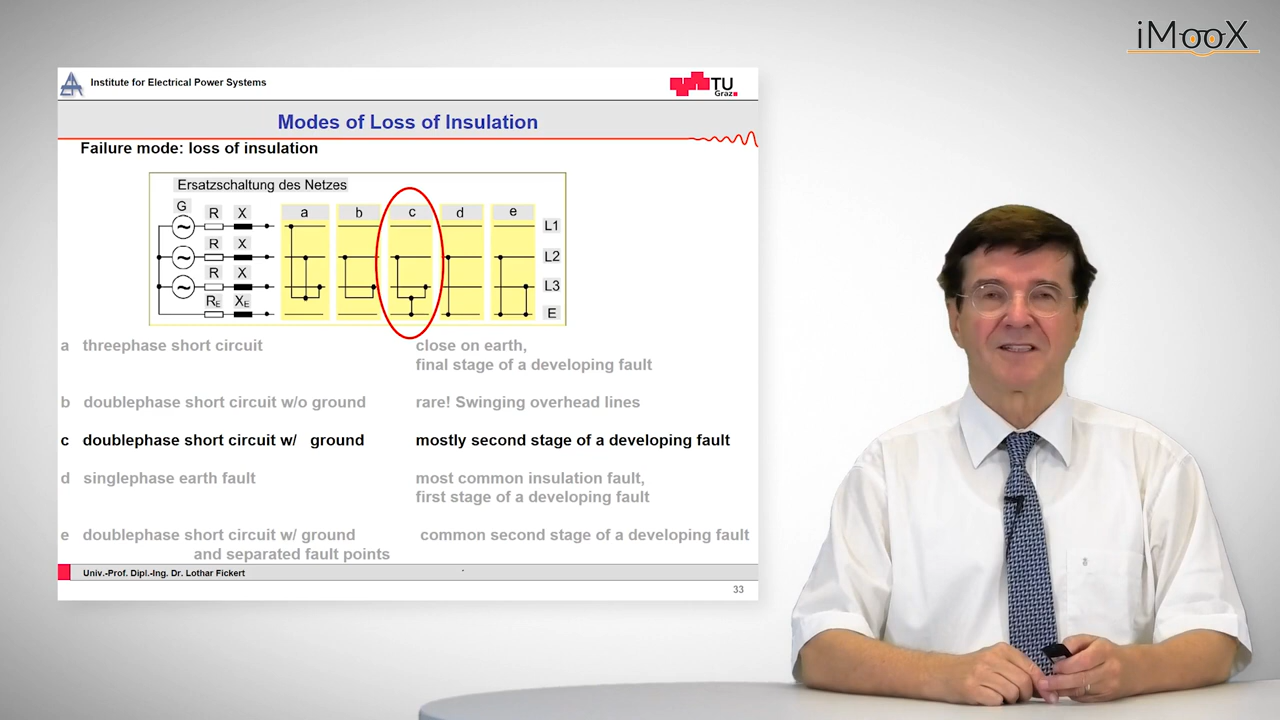 iMooX
Institute for Electrical Power Systems
TU
Graz
Modes of Loss of Insulation
Failure mode: loss of insulation
Ersatzschaltung des Netzes
G R X a b c d e L1
R X L2
R X L3
RE XE E
a threephase short circuit close on earth,
final stage of a developing fault
b doublephase short circuit w/o ground rare! Swinging overhead lines
c doublephase short circuit w/ ground mostly second stage of a developing fault
d singlephase earth fault most common insulation fault,
first stage of a developing fault
e doublephase short circuit w/ ground common second stage of a developing fault
and separated fault points
Univ.-Prof. Dipl.-Ing. Dr. Lothar Fickert
33